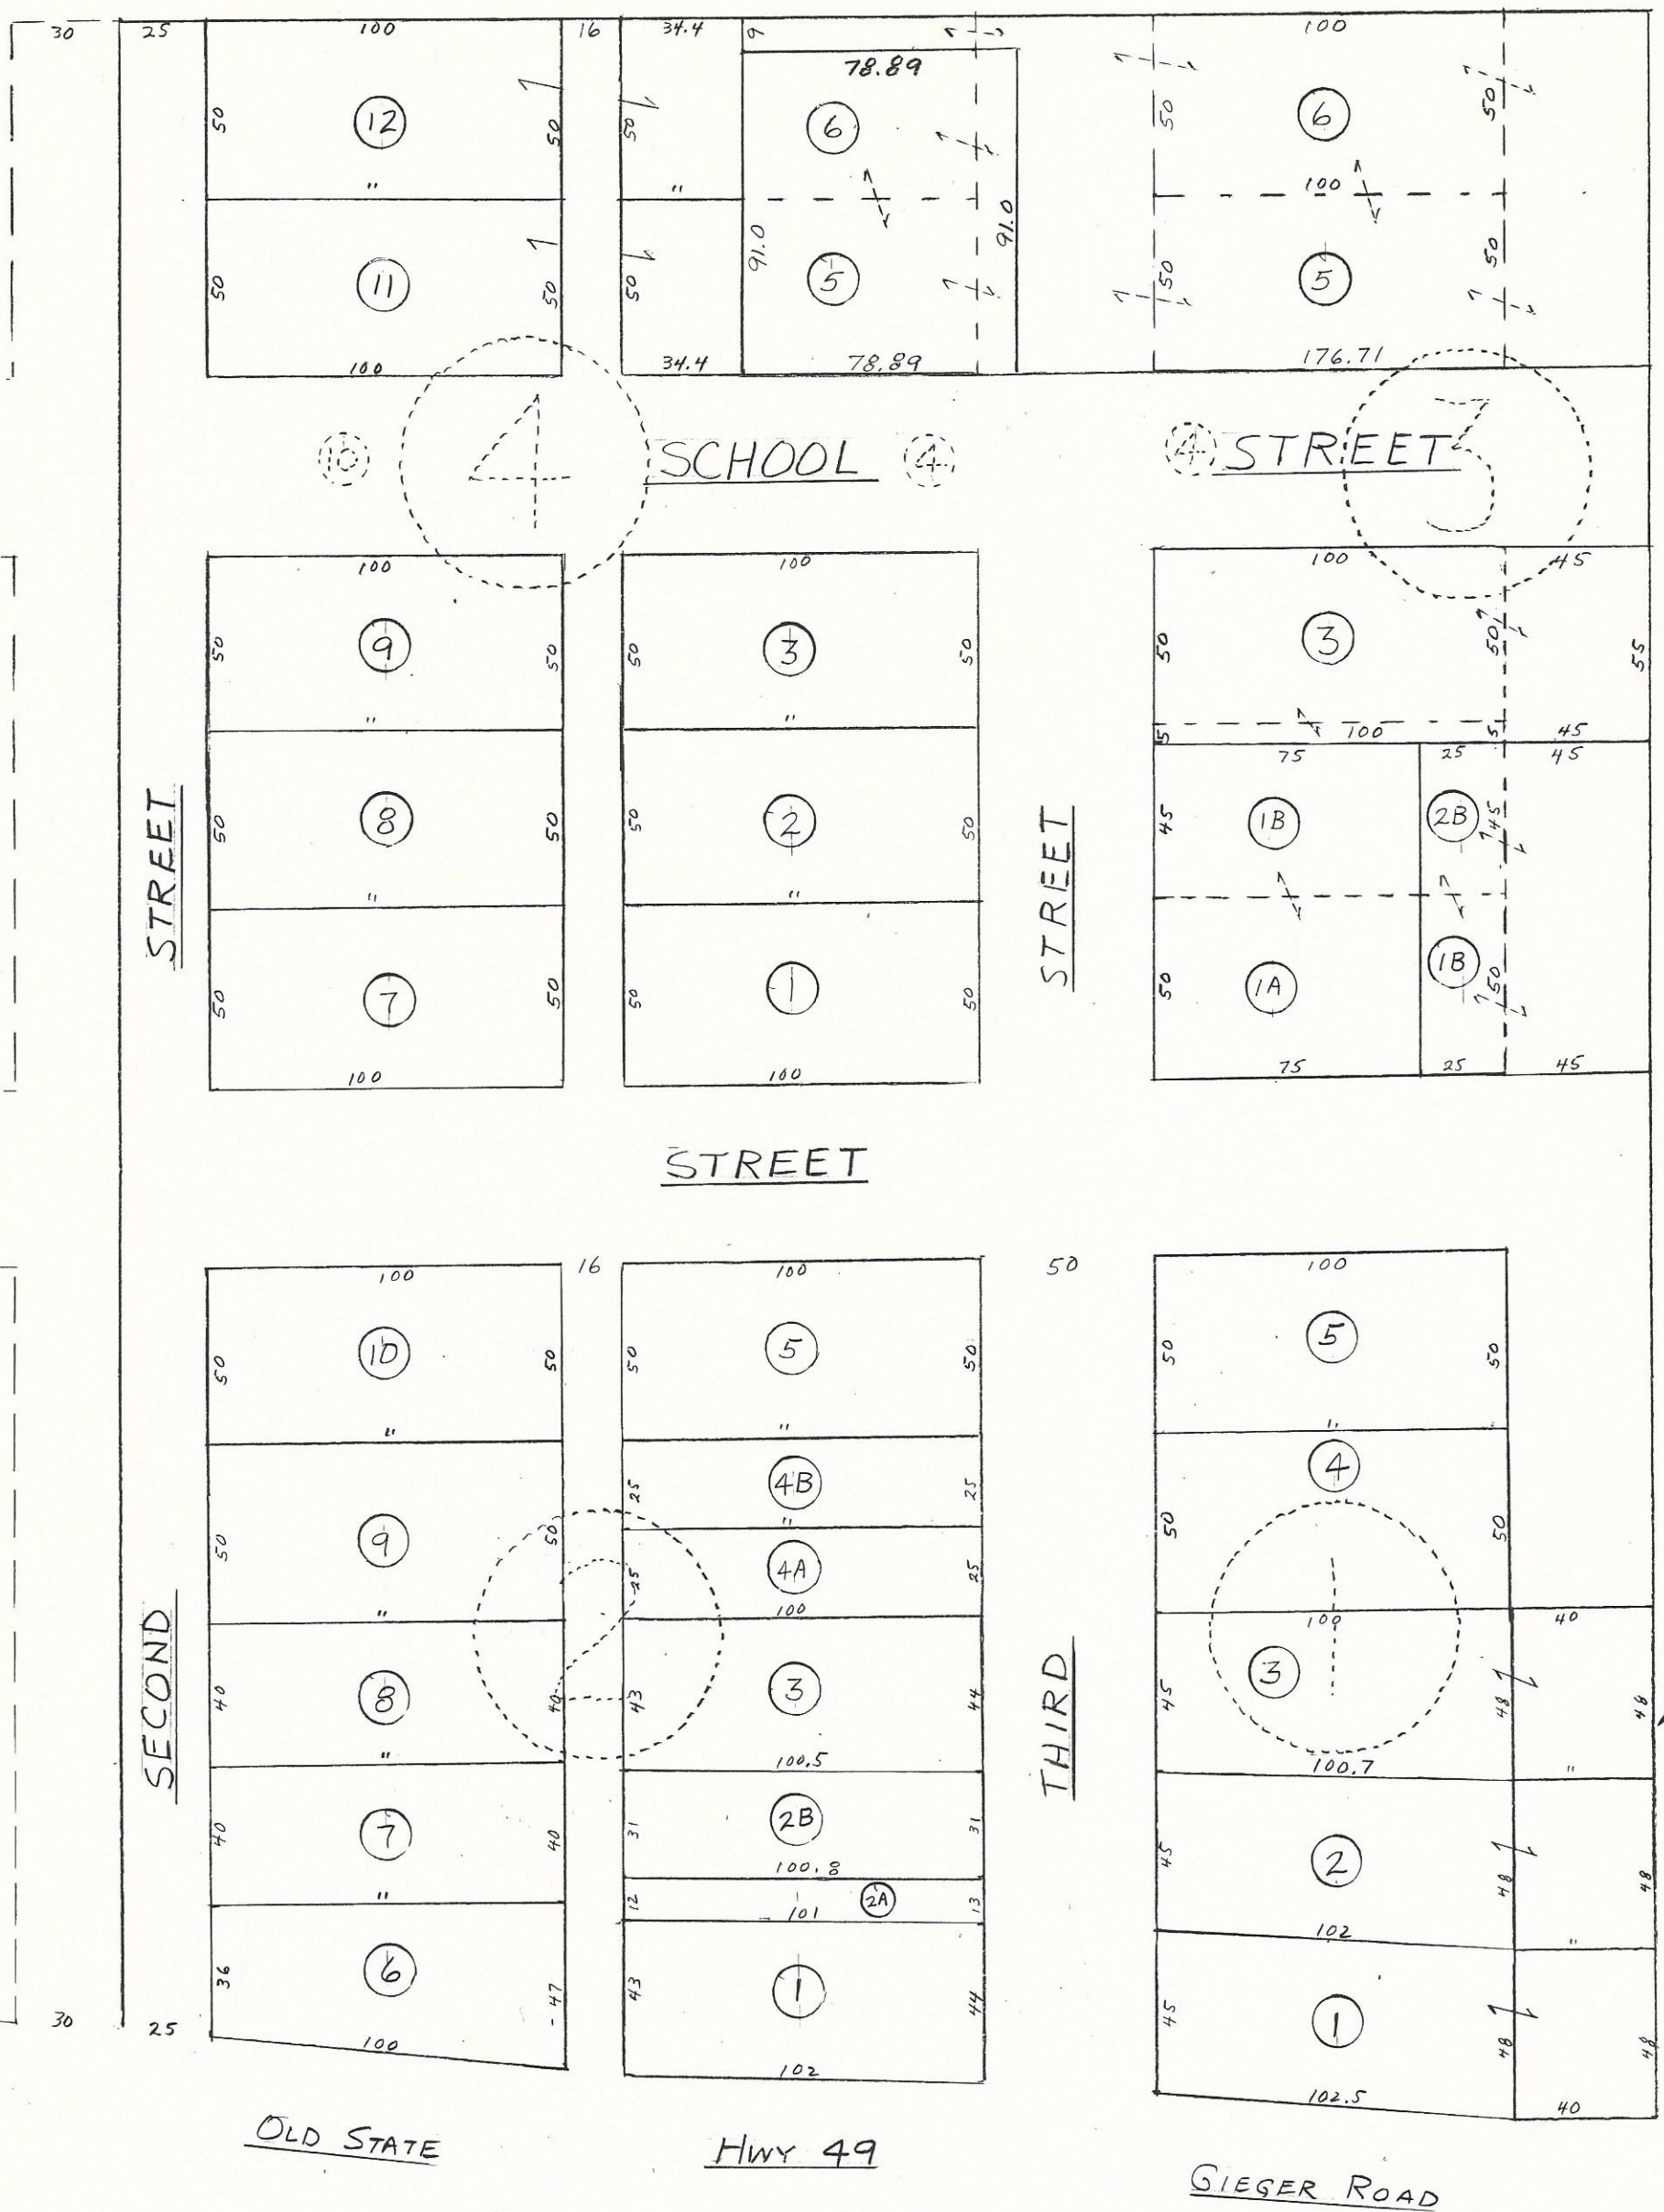 30 25 100 16 34.4 9 100
78.89
50 12 50 50 6 50 6 50
" " 100
50 11 50 50 91.0 5 91.0 50 5 50
100 34.4 78.89 176.71
10 4 SCHOOL 4 4 STREET 3
100 100 100 45
50 9 50 50 3 50 50 3 50 55
" " 5 100 5 45
75 25 45
STREET 50 8 50 50 2 50 STREET 45 1B 2B 45
" "
50 7 50 50 1 50 50 1A 1B 50
100 100 75 25 45
STREET
100 16 100 50 100
50 10 50 50 5 50 50 5 50
" " "
25 4B 25 4
"
50 9 50 25 4A 25 50 50
" 2 100 100 1 40
SECOND 40 8 40 43 3 44 THIRD 45 3 48 48
" 100.5 100.7 "
40 7 40 31 2B 31 45 2 48 48
" 100.8
12 101 2A 13 102 "
36 6 47 43 1 44 45 1 48 48
30 25 100 102 102.5 40
OLD STATE HWY 49 GIEGER ROAD